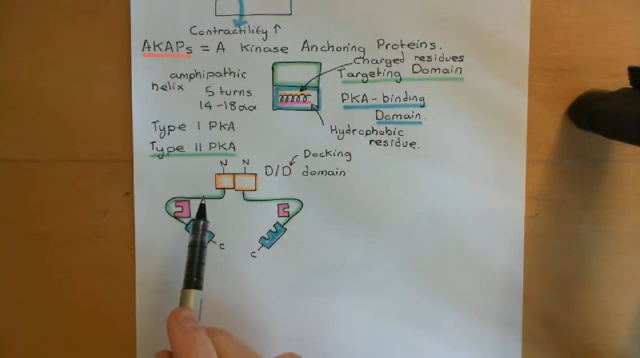 Contractility ↑
AKAPs = A Kinase Anchoring Proteins.
charged residues
Targeting Domain
amphipathic
helix
5 turns
14-18aa
PKA-binding
Domain.
Hydrophobic
residue.
Type I PKA
Type II PKA
Docking
N N
D/D domain
C C